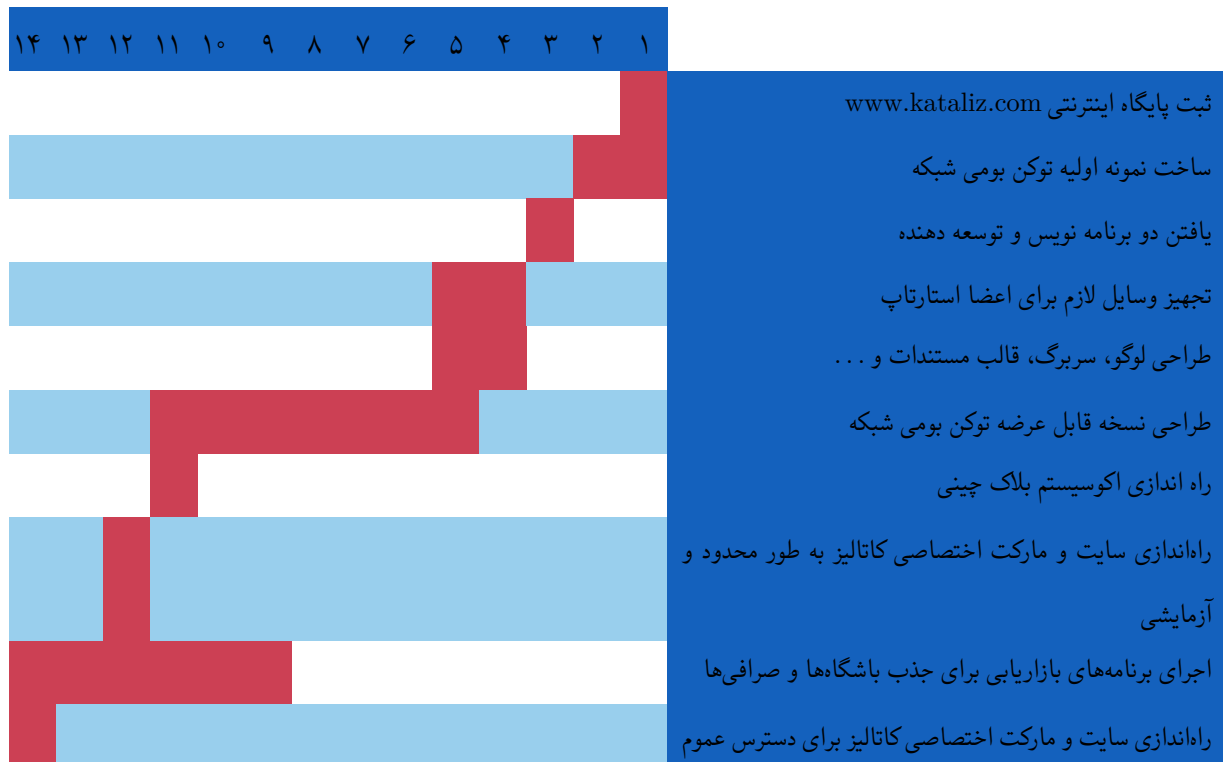 ۱ ۲ ۳ ۴ ۵ ۶ ۷ ۸ ۹ ۱۰ ۱۱ ۱۲ ۱۳ ۱۴
ثبت پایگاه اینترنتی www.kataliz.com
ساخت نمونه اولیه توکن بومی شبکه
یافتن دو برنامه نویس و توسعه دهنده
تجهیز وسایل لازم برای اعضا استارتاپ
طراحی لوگو، سربرگ، قالب مستندات و . . .
طراحی نسخه قابل عرضه توکن بومی شبکه
راه اندازی اکوسیستم بلاک چینی
راه‌اندازی سایت و مارکت اختصاصی کاتالیز به طور محدود و
آزمایشی
اجرای برنامه‌های بازاریابی برای جذب باشگاه‌ها و صرافی‌ها
راه‌اندازی سایت و مارکت اختصاصی کاتالیز برای دسترس عموم